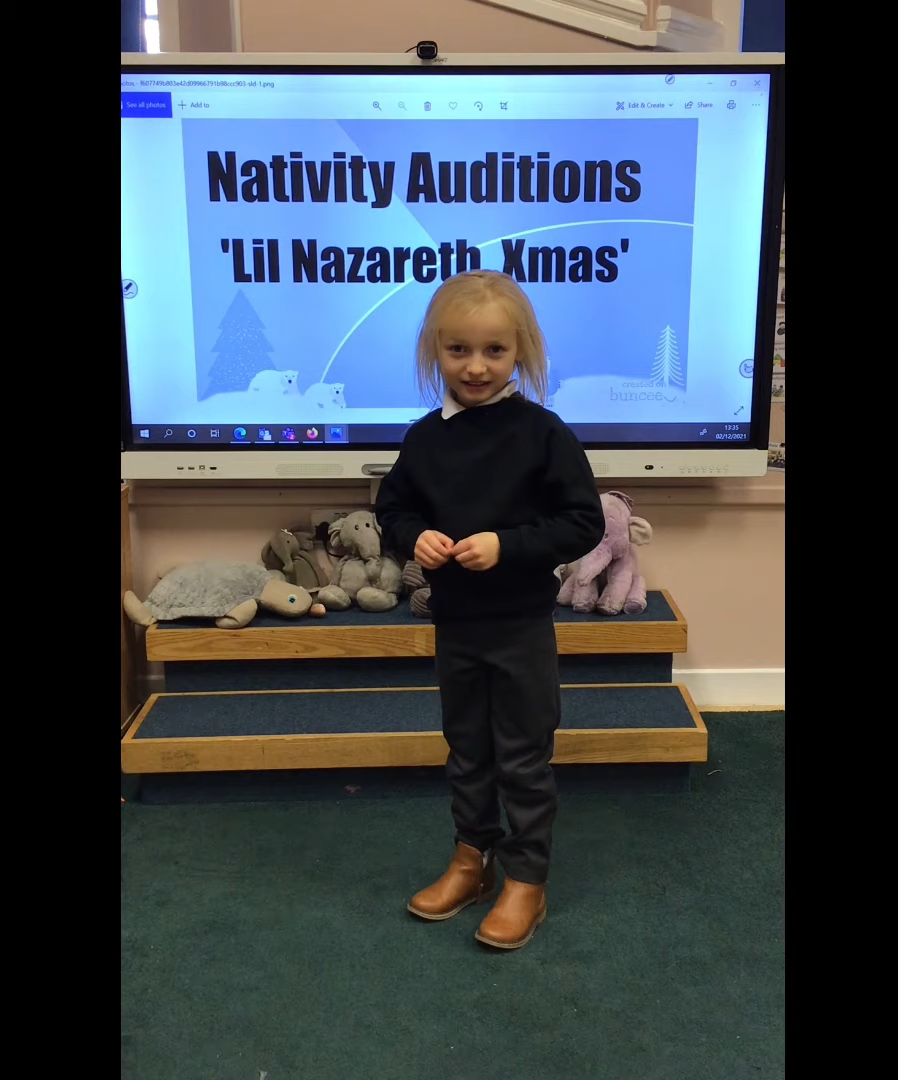 See all photos
Add to
Edit & Create
Share
Nativity Auditions
'Lil Nazareth Xmas'
created on
buncee
13:35
02/12/2021